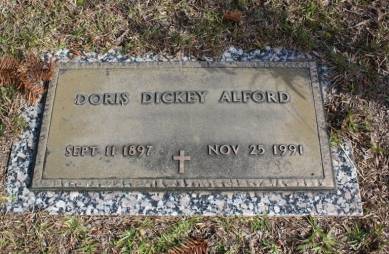 DORIS DICKEY ALFORD
SEPT 11 1897 NOV 25 1991